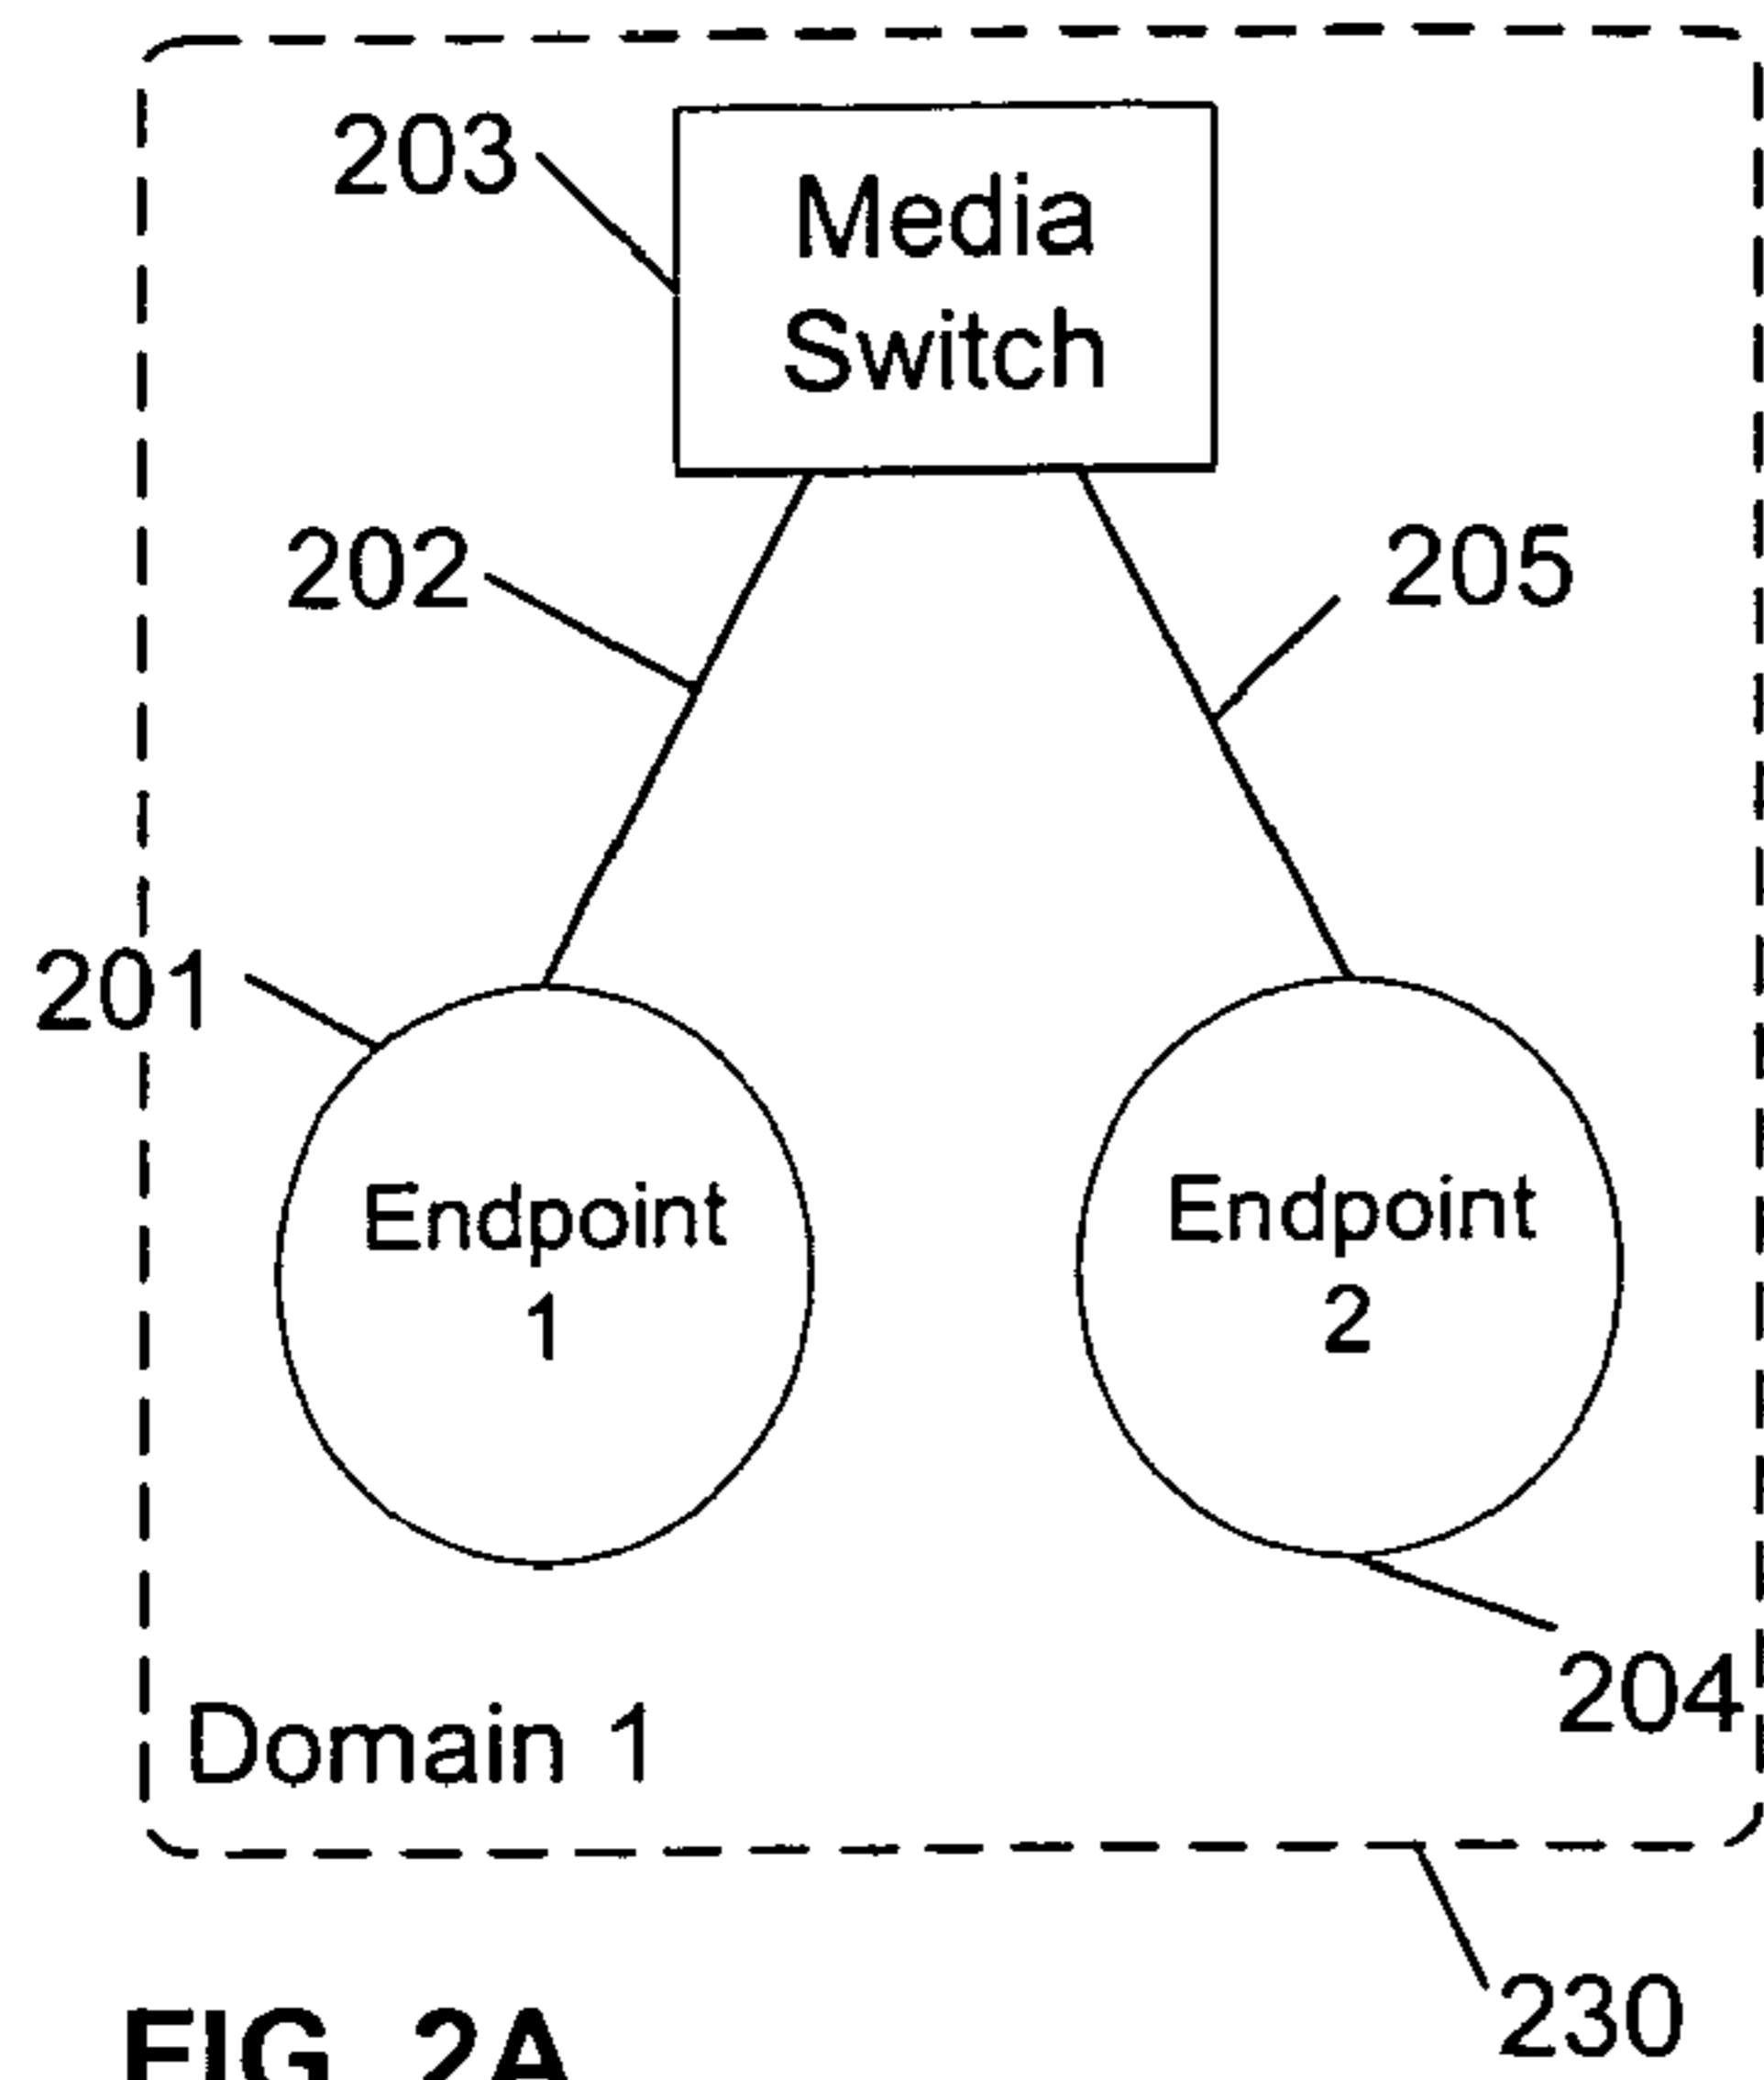 203
Media
Switch
202
205
201
Endpoint
1
Endpoint
2
204
Domain 1
230
FIG. 2A